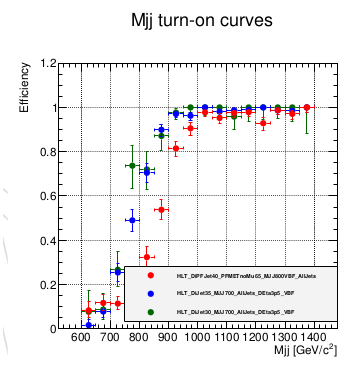 Mjj turn-on curves
Efficiency
1.2
1
0.8
0.6
0.4
0.2
0
HLT_DiPFJet40_PFMETnoMu65_MJJ800VBF_AllJets
HLT_DiJet35_MJJ700_AllJets_DEta3p5_VBF
HLT_DiJet30_MJJ700_AllJets_DEta3p5_VBF
600 700 800 900 1000 1100 1200 1300 1400
Mjj [GeV/c²]